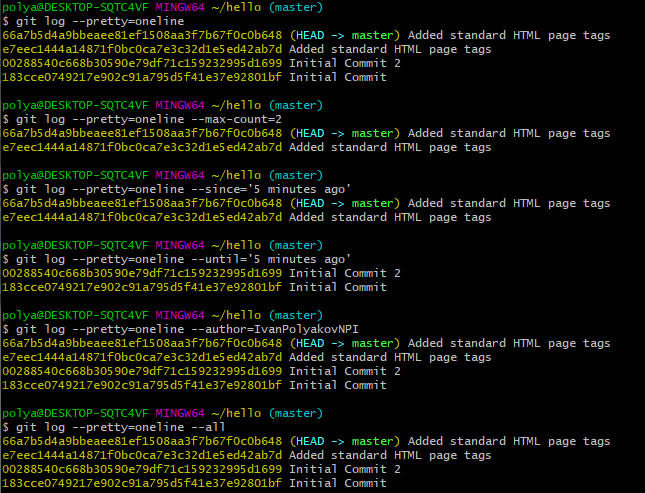 polya@DESKTOP-SQTC4VF MINGW64 ~/hello (master)
$ git log --pretty=oneline
66a7b5d4a9bbeaee81ef1508aa3f7b67f0c0b648 (HEAD -> master) Added standard HTML page tags
e7eec1444a14871f0bc0ca7e3c32d1e5ed42ab7d Added standard HTML page tags
00288540c668b30590e79df71c159232995d1699 Initial Commit 2
183cce0749217e902c91a795d5f41e37e92801bf Initial Commit
polya@DESKTOP-SQTC4VF MINGW64 ~/hello (master)
$ git log --pretty=oneline --max-count=2
66a7b5d4a9bbeaee81ef1508aa3f7b67f0c0b648 (HEAD -> master) Added standard HTML page tags
e7eec1444a14871f0bc0ca7e3c32d1e5ed42ab7d Added standard HTML page tags
polya@DESKTOP-SQTC4VF MINGW64 ~/hello (master)
$ git log --pretty=oneline --since='5 minutes ago'
66a7b5d4a9bbeaee81ef1508aa3f7b67f0c0b648 (HEAD -> master) Added standard HTML page tags
e7eec1444a14871f0bc0ca7e3c32d1e5ed42ab7d Added standard HTML page tags
polya@DESKTOP-SQTC4VF MINGW64 ~/hello (master)
$ git log --pretty=oneline --until='5 minutes ago'
00288540c668b30590e79df71c159232995d1699 Initial Commit 2
183cce0749217e902c91a795d5f41e37e92801bf Initial Commit
polya@DESKTOP-SQTC4VF MINGW64 ~/hello (master)
$ git log --pretty=oneline --author=IvanPolyakovNPI
66a7b5d4a9bbeaee81ef1508aa3f7b67f0c0b648 (HEAD -> master) Added standard HTML page tags
e7eec1444a14871f0bc0ca7e3c32d1e5ed42ab7d Added standard HTML page tags
00288540c668b30590e79df71c159232995d1699 Initial Commit 2
183cce0749217e902c91a795d5f41e37e92801bf Initial Commit
polya@DESKTOP-SQTC4VF MINGW64 ~/hello (master)
$ git log --pretty=oneline --all
66a7b5d4a9bbeaee81ef1508aa3f7b67f0c0b648 (HEAD -> master) Added standard HTML page tags
e7eec1444a14871f0bc0ca7e3c32d1e5ed42ab7d Added standard HTML page tags
00288540c668b30590e79df71c159232995d1699 Initial Commit 2
183cce0749217e902c91a795d5f41e37e92801bf Initial Commit